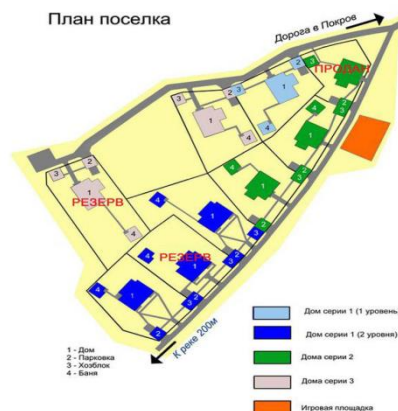 План поселка
Дорога в Покров
ПРОДАН
РЕЗЕРВ
РЕЗЕРВ
К реке 200м
1 - Дом
2 - Парковка
3 - Хозблок
4 - Баня
Дом серии 1 (1 уровень)
Дом серии 1 (2 уровня)
Дома серии 2
Дома серии 3
Игровая площадка